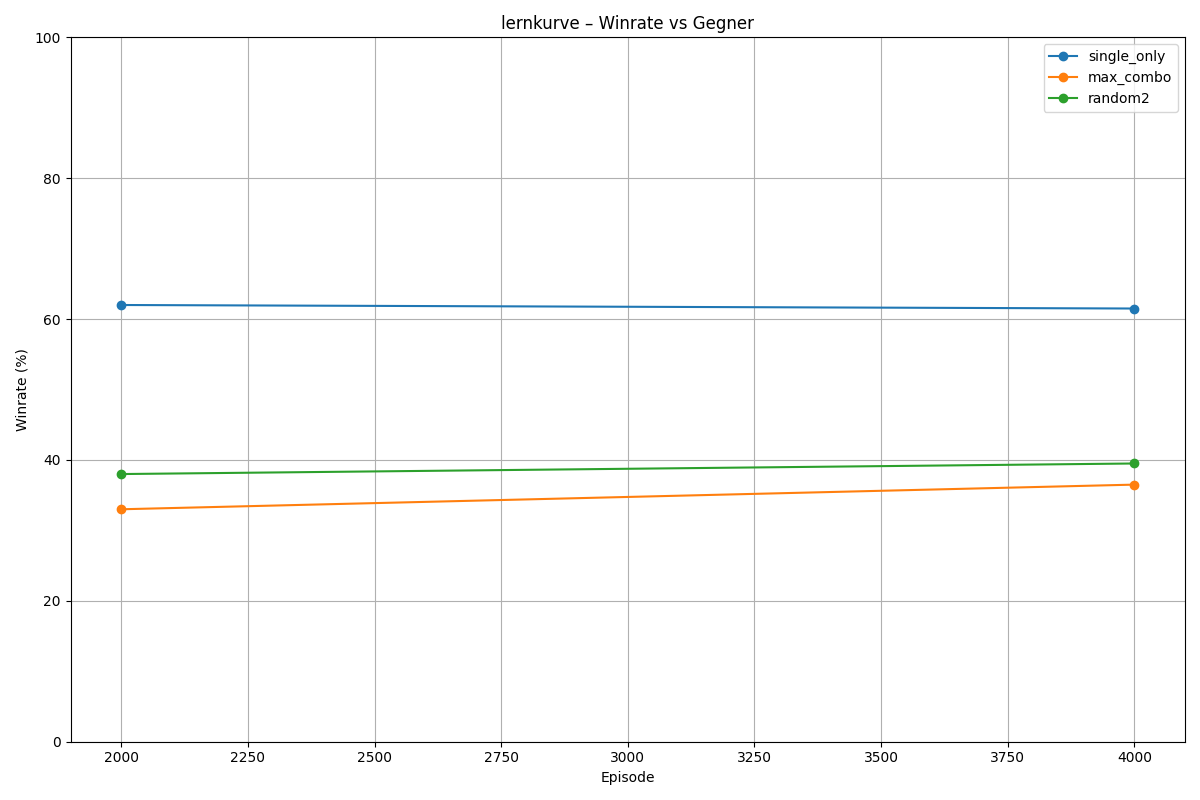 lernkurve – Winrate vs Gegner
single_only
max_combo
random2
Winrate (%)
100
80
60
40
20
0
2000 2250 2500 2750 3000 3250 3500 3750 4000
Episode